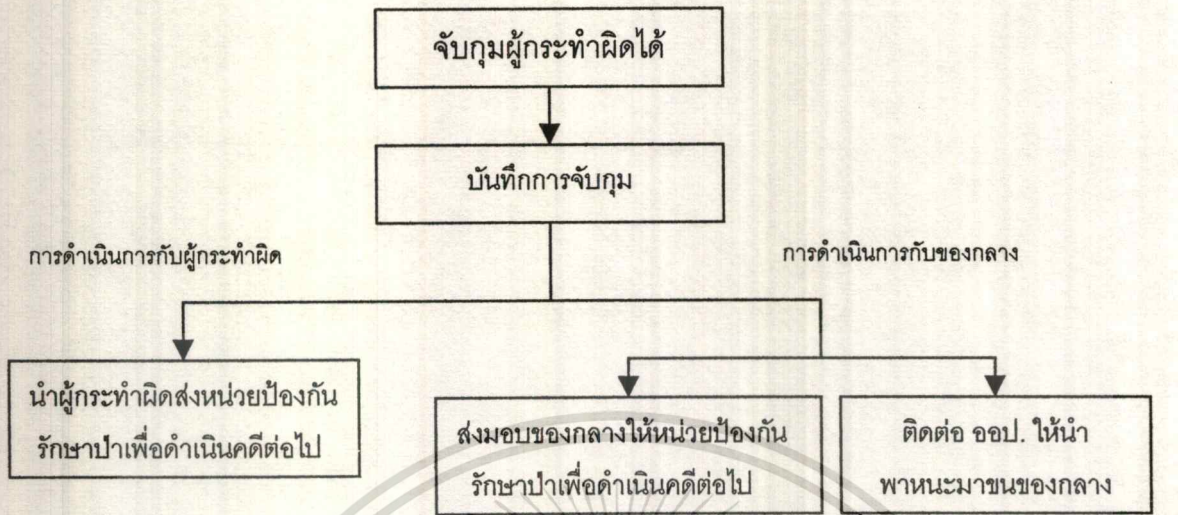 จับกุมผู้กระทำผิดได้
บันทึกการจับกุม
การดำเนินการกับผู้กระทำผิด
การดำเนินการกับของกลาง
นำผู้กระทำผิดส่งหน่วยป้องกัน
รักษาป่าเพื่อดำเนินคดีต่อไป
ส่งมอบของกลางให้หน่วยป้องกัน
รักษาป่าเพื่อดำเนินคดีต่อไป
ติดต่อ ออป. ให้นำ
พาหนะมาขนของกลาง